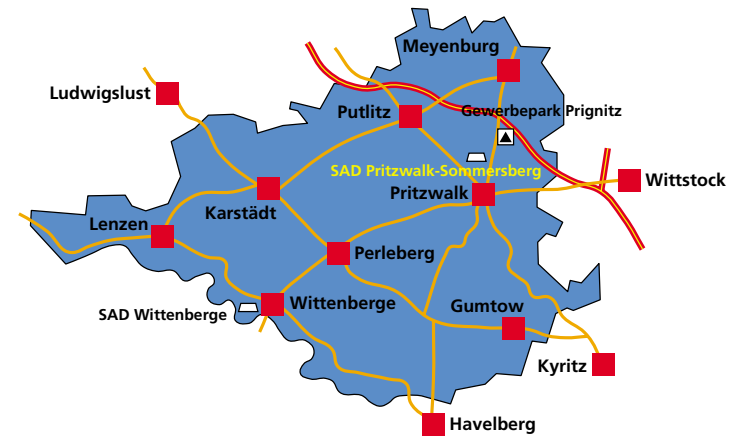 Meyenburg
Ludwigslust
Putlitz
Gewerbepark Prignitz
SAD Pritzwalk-Sommersberg
Wittstock
Pritzwalk
Karstädt
Lenzen
Perleberg
Wittenberge
Gumtow
SAD Wittenberge
Kyritz
Havelberg